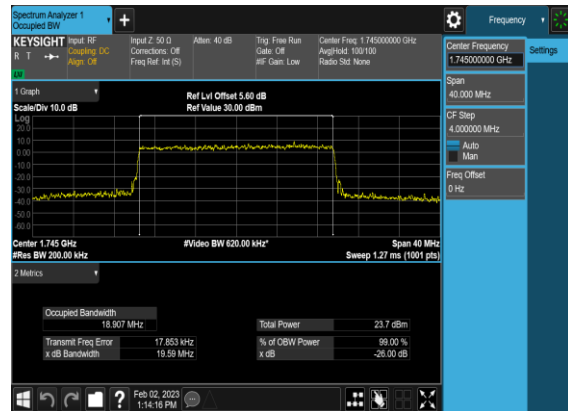 Spectrum Analyzer 1
Occupied BW
+
Frequency
KEYSIGHT Input: RF
R T Coupling: DC
Align: Off
LW
Input Z: 50 Ω
Corrections: Off
Freq Ref: Int (S)
Atten: 40 dB
Trig: Free Run
Gate: Off
#IF Gain: Low
Center Freq: 1.745000000 GHz
Avg|Hold: 100/100
Radio Std: None
Center Frequency
1.745000000 GHz
Settings
Span
40.000 MHz
CF Step
4.000000 MHz
Auto
Man
Freq Offset
0 Hz
1 Graph
Ref Lvl Offset 5.60 dB
Scale/Div 10.0 dB
Ref Value 30.00 dBm
Log
20.0
10.0
0.00
-10.0
-20.0
-30.0
-40.0
-50.0
-60.0
Center 1.745 GHz
#Video BW 620.00 kHz*
Span 40 MHz
#Res BW 200.00 kHz
Sweep 1.27 ms (1001 pts)
2 Metrics
Occupied Bandwidth
18.907 MHz
Total Power 23.7 dBm
Transmit Freq Error 17.853 kHz
% of OBW Power 99.00 %
x dB Bandwidth 19.59 MHz
x dB -26.00 dB
?
Feb 02, 2023
1:14:16 PM